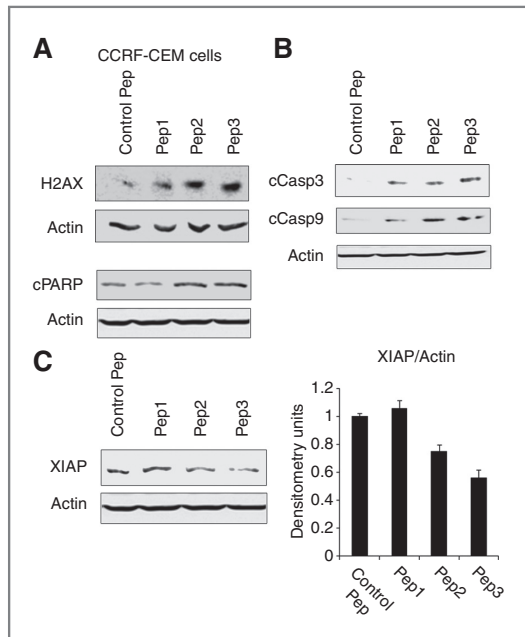 A
CCRF-CEM cells
Control Pep
Pep1
Pep2
Pep3
H2AX
Actin
cPARP
Actin
B
Control Pep
Pep1
Pep2
Pep3
cCasp3
cCasp9
Actin
C
Control Pep
Pep1
Pep2
Pep3
XIAP
Actin
XIAP/Actin
Densitometry units
1.2
1
0.8
0.6
0.4
0.2
0
Control Pep
Pep1
Pep2
Pep3